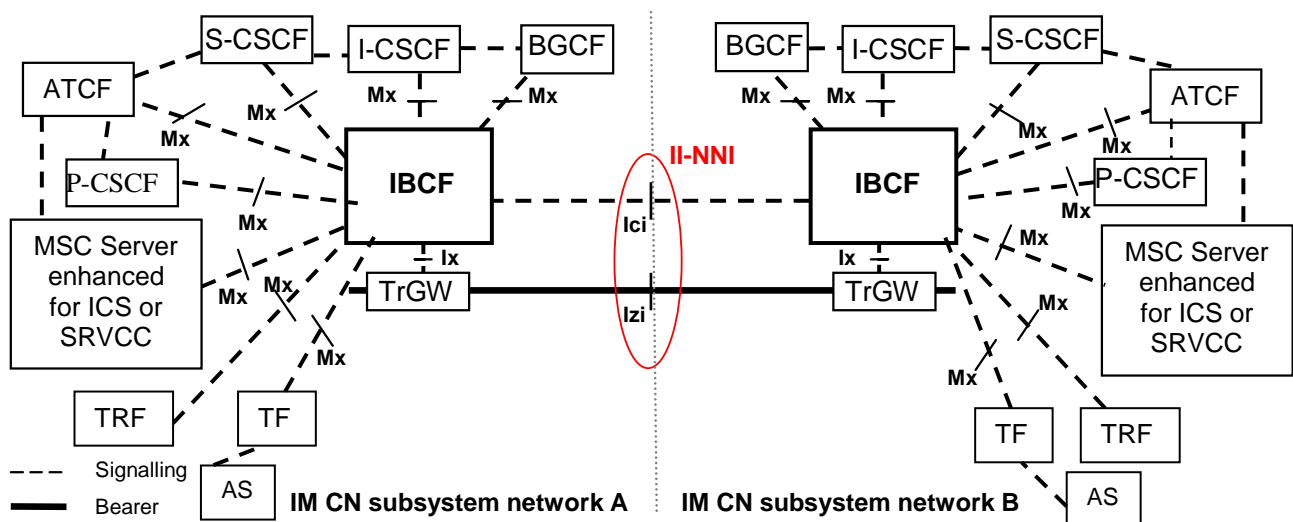 S-CSCF
I-CSCF
BGCF
BGCF
I-CSCF
S-CSCF
ATCF
ATCF
Mx
Mx
Mx
Mx
Mx
Mx
Mx
Mx
Mx
II-NNI
P-CSCF
IBCF
IBCF
P-CSCF
Mx
Mx
Ici
MSC Server
enhanced
for ICS or
SRVCC
Mx
Mx
Ix
Ix
MSC Server
enhanced
for ICS or
SRVCC
Mx
TrGW
TrGW
Mx
Izi
Mx
Mx
TRF
TF
TF
TRF
Signalling
AS
AS
Bearer
IM CN subsystem network A
IM CN subsystem network B